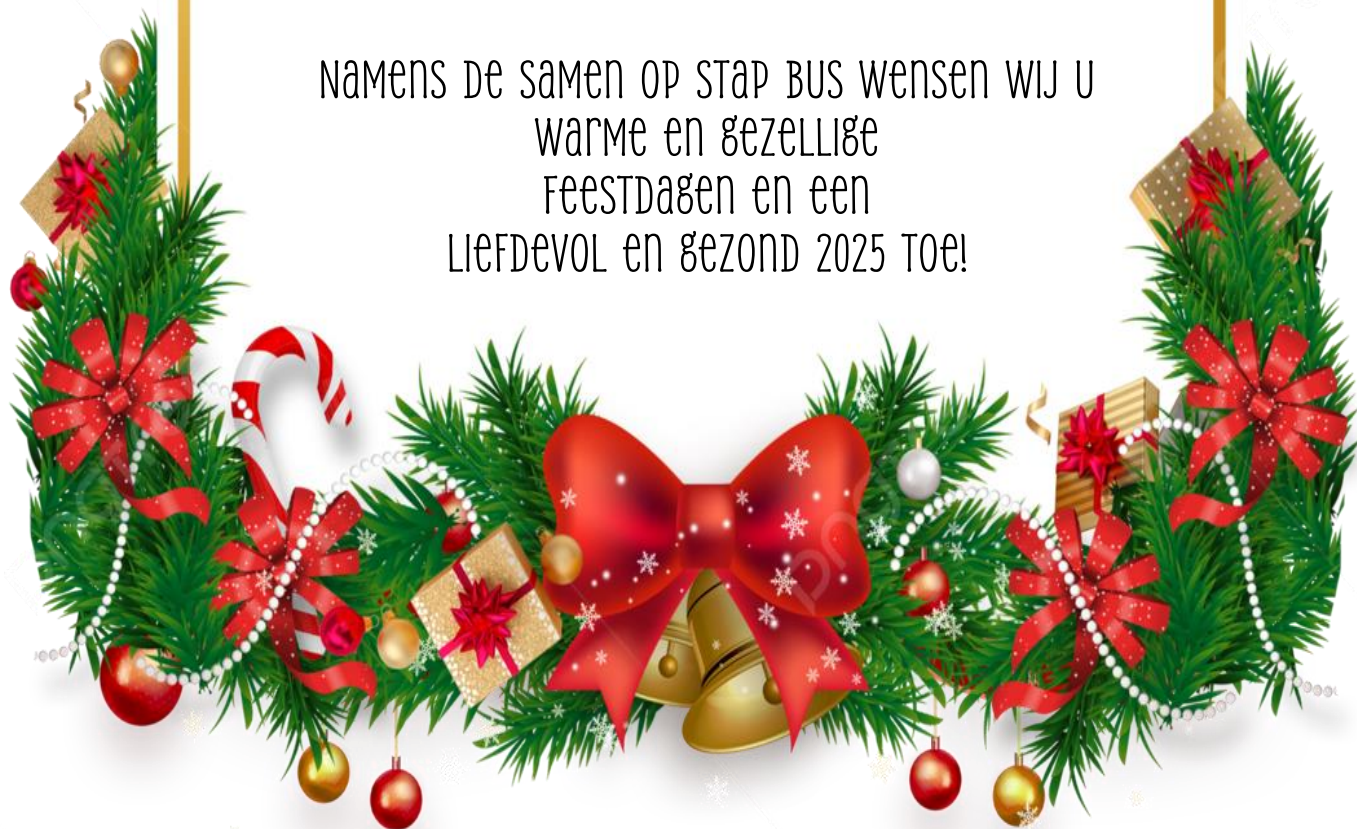 Namens de Samen op Stap bus wensen wij u
warme en gezellige
feestdagen en een
liefdevol en gezond 2025 toe!